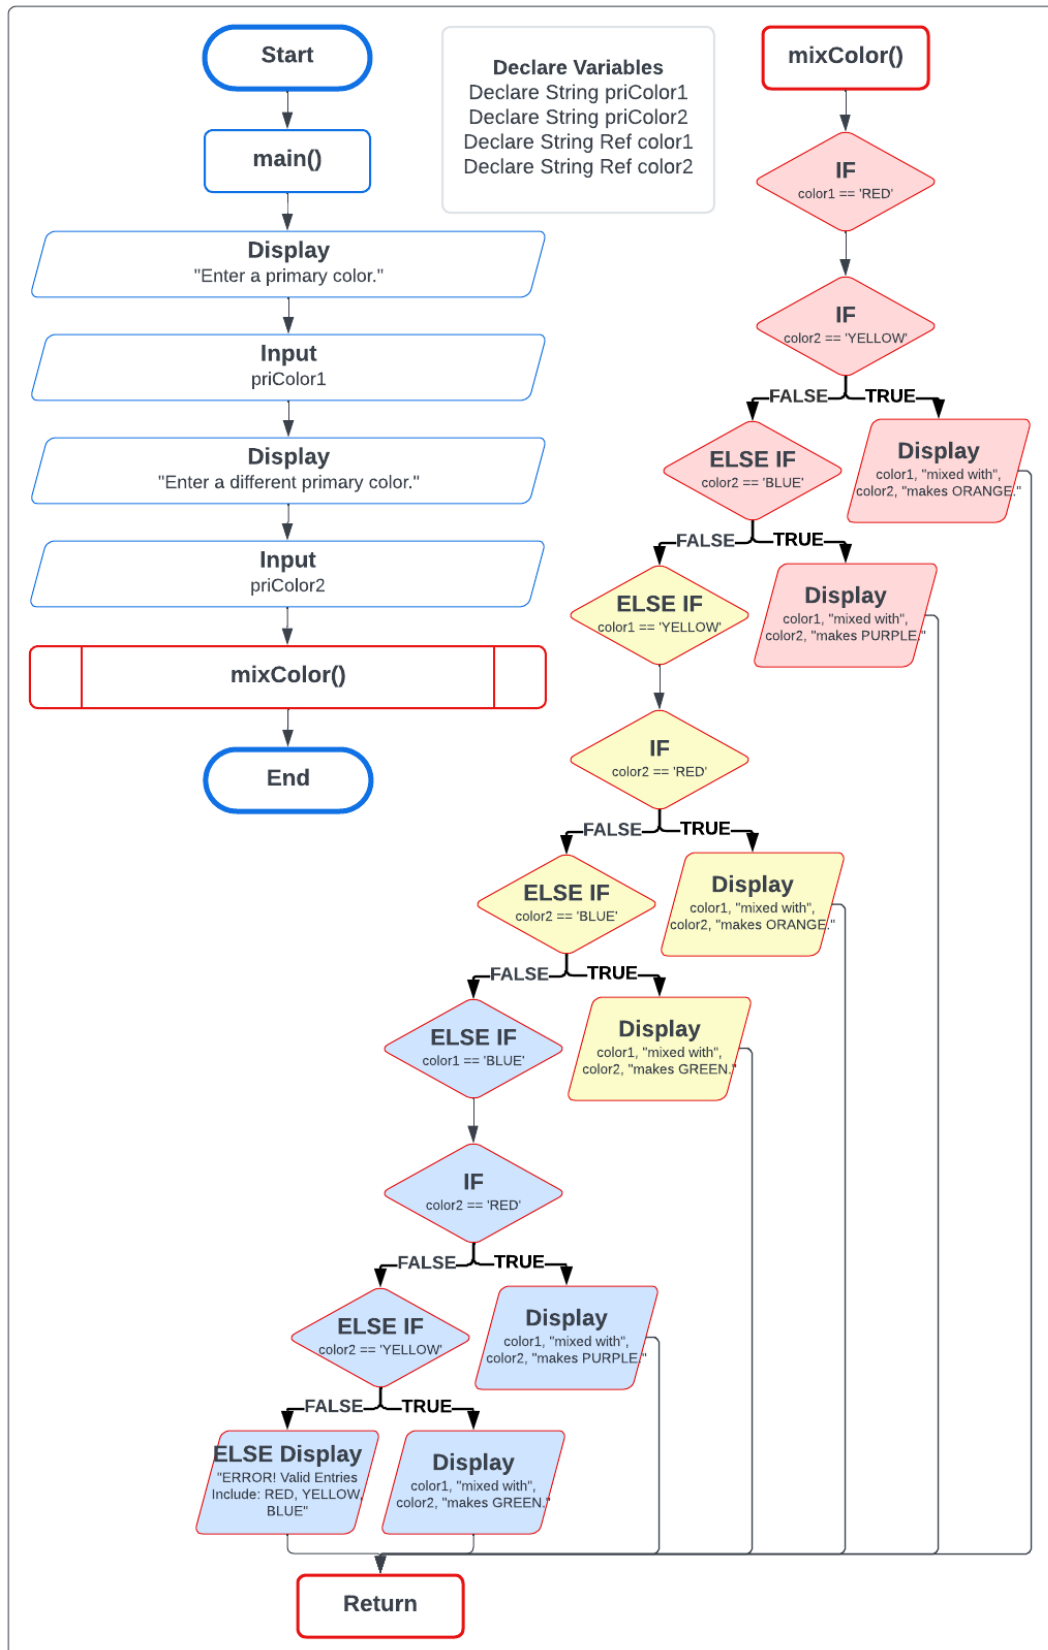 Start
main()
Display
"Enter a primary color."
Input
priColor1
Display
"Enter a different primary color."
Input
priColor2
mixColor()
End
Declare Variables
Declare String priColor1
Declare String priColor2
Declare String Ref color1
Declare String Ref color2
mixColor()
IF
color1 == 'RED'
IF
color2 == 'YELLOW'
FALSE
TRUE
ELSE IF
color2 == 'BLUE'
Display
color1, "mixed with",
color2, "makes ORANGE."
FALSE
TRUE
ELSE IF
color1 == 'YELLOW'
Display
color1, "mixed with",
color2, "makes PURPLE."
IF
color2 == 'RED'
FALSE
TRUE
ELSE IF
color2 == 'BLUE'
Display
color1, "mixed with",
color2, "makes ORANGE."
FALSE
TRUE
ELSE IF
color1 == 'BLUE'
Display
color1, "mixed with",
color2, "makes GREEN."
IF
color2 == 'RED'
FALSE
TRUE
ELSE IF
color2 == 'YELLOW'
Display
color1, "mixed with",
color2, "makes PURPLE."
FALSE
TRUE
ELSE Display
"ERROR! Valid Entries
Include: RED, YELLOW,
BLUE"
Display
color1, "mixed with",
color2, "makes GREEN."
Return